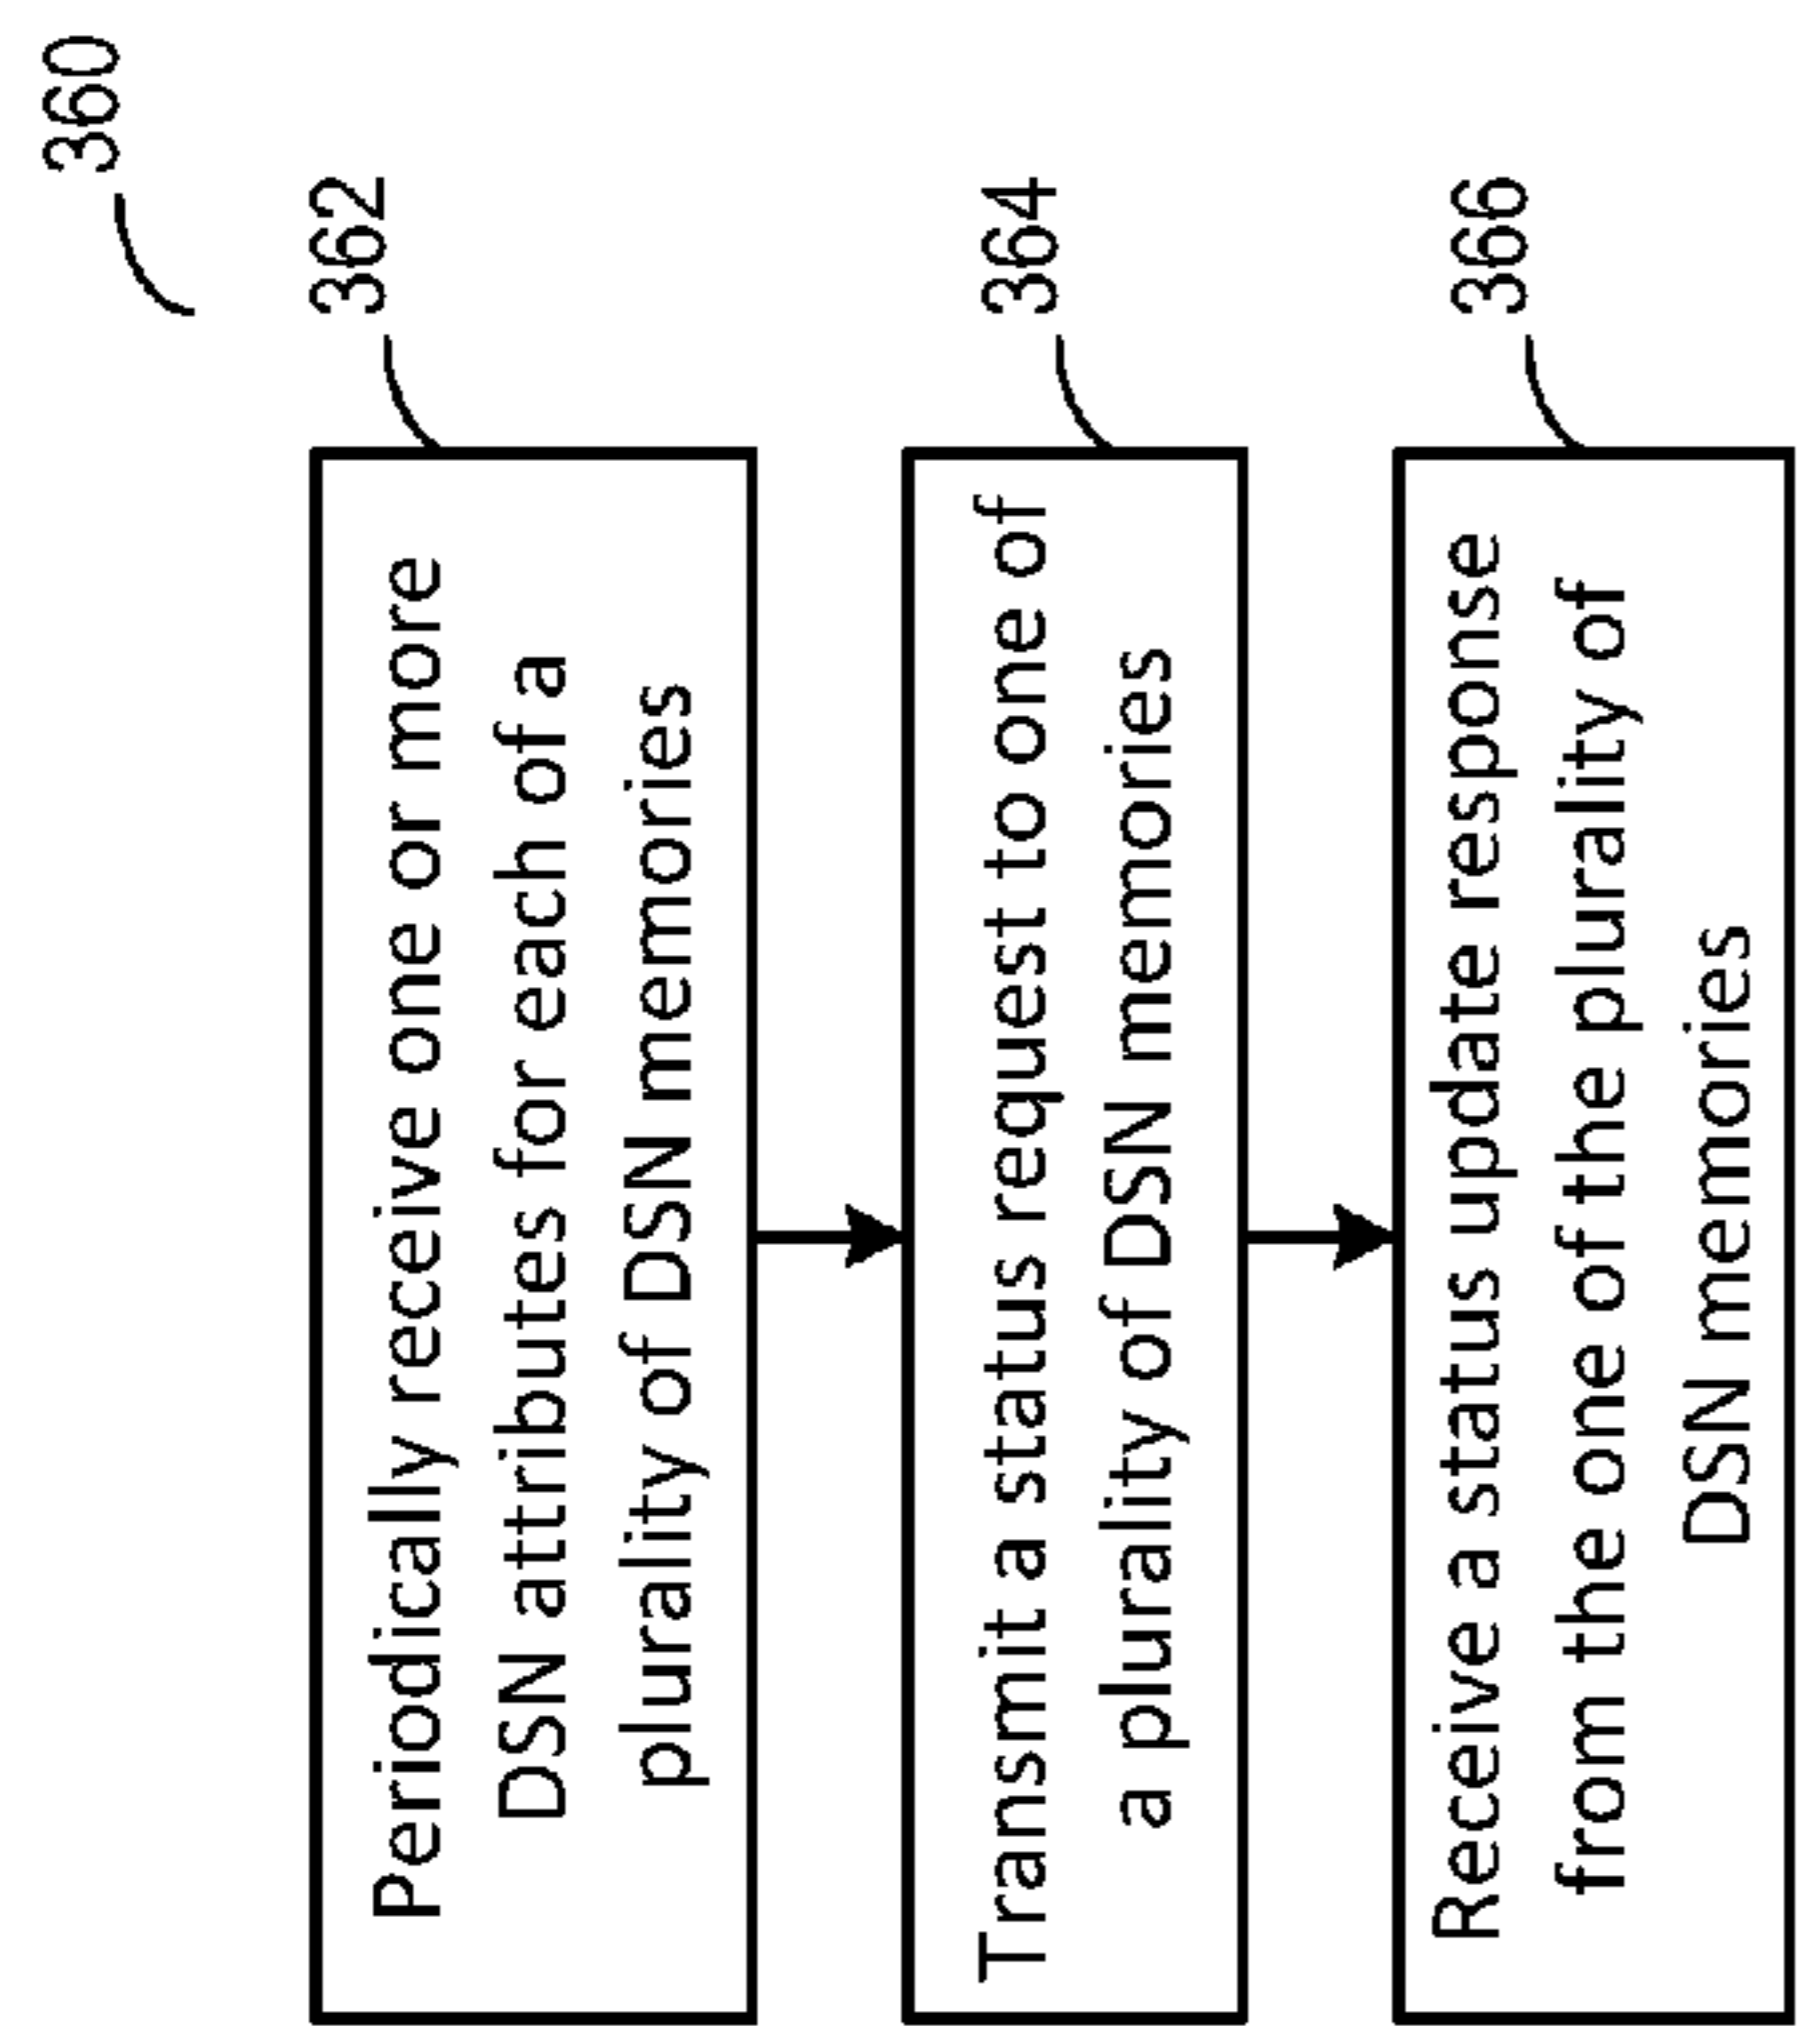 360
362
Periodically receive one or more
DSN attributes for each of a
plurality of DSN memories
364
Transmit a status request to one of
a plurality of DSN memories
366
Receive a status update response
from the one of the plurality of
DSN memories